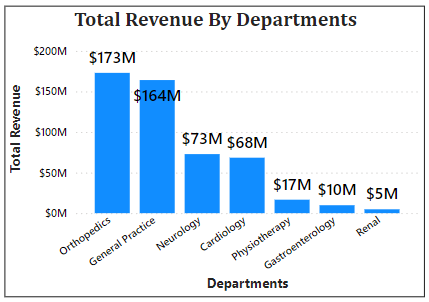 Total Revenue By Departments
Total Revenue
$200M
$150M
$100M
$50M
$0M
$173M
$164M
$73M
$68M
$17M
$10M
$5M
Orthopedics
General Practice
Neurology
Cardiology
Physiotherapy
Gastroenterology
Renal
Departments